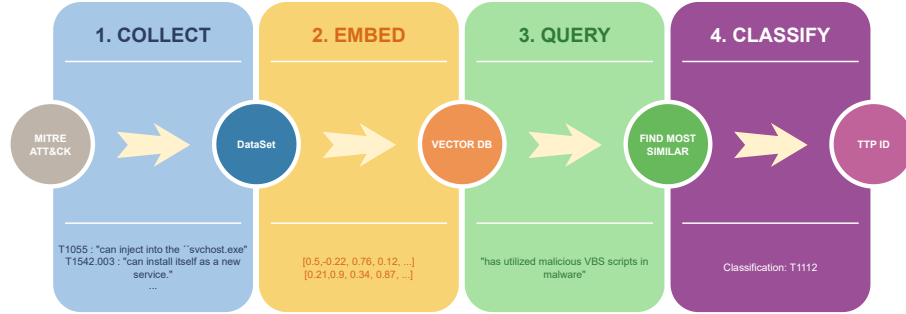 1. COLLECT
2. EMBED
3. QUERY
4. CLASSIFY
MITRE
ATT&CK
DataSet
VECTOR DB
FIND MOST
SIMILAR
TTP ID
T1055 : "can inject into the ``svchost.exe"
T1542.003 : "can install itself as a new
service."
...
[0.5,-0.22, 0.76, 0.12, ...]
[0.21,0.9, 0.34, 0.87, ...]
"has utilized malicious VBS scripts in
malware"
Classification: T1112